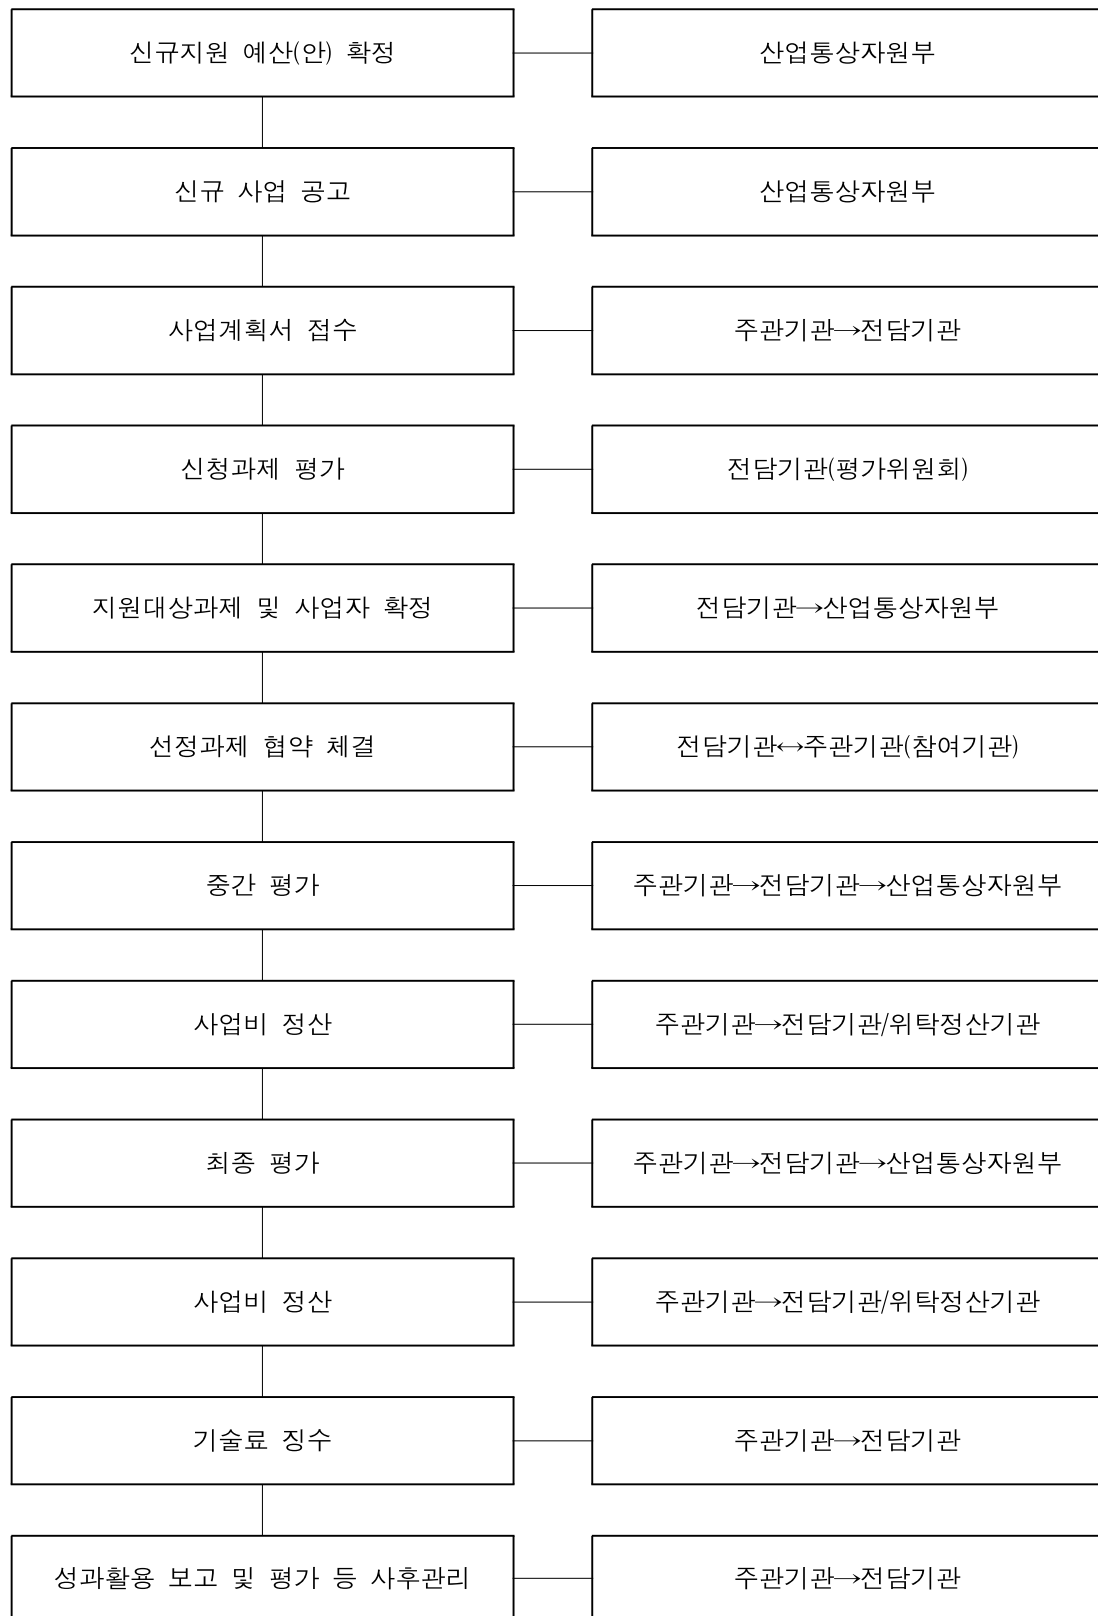 신규지원 예산(안) 확정
산업통상자원부
신규 사업 공고
산업통상자원부
사업계획서 접수
주관기관→전담기관
신청과제 평가
전담기관(평가위원회)
지원대상과제 및 사업자 확정
전담기관→산업통상자원부
선정과제 협약 체결
전담기관↔주관기관(참여기관)
중간 평가
주관기관→전담기관→산업통상자원부
사업비 정산
주관기관→전담기관/위탁정산기관
최종 평가
주관기관→전담기관→산업통상자원부
사업비 정산
주관기관→전담기관/위탁정산기관
기술료 징수
주관기관→전담기관
성과활용 보고 및 평가 등 사후관리
주관기관→전담기관